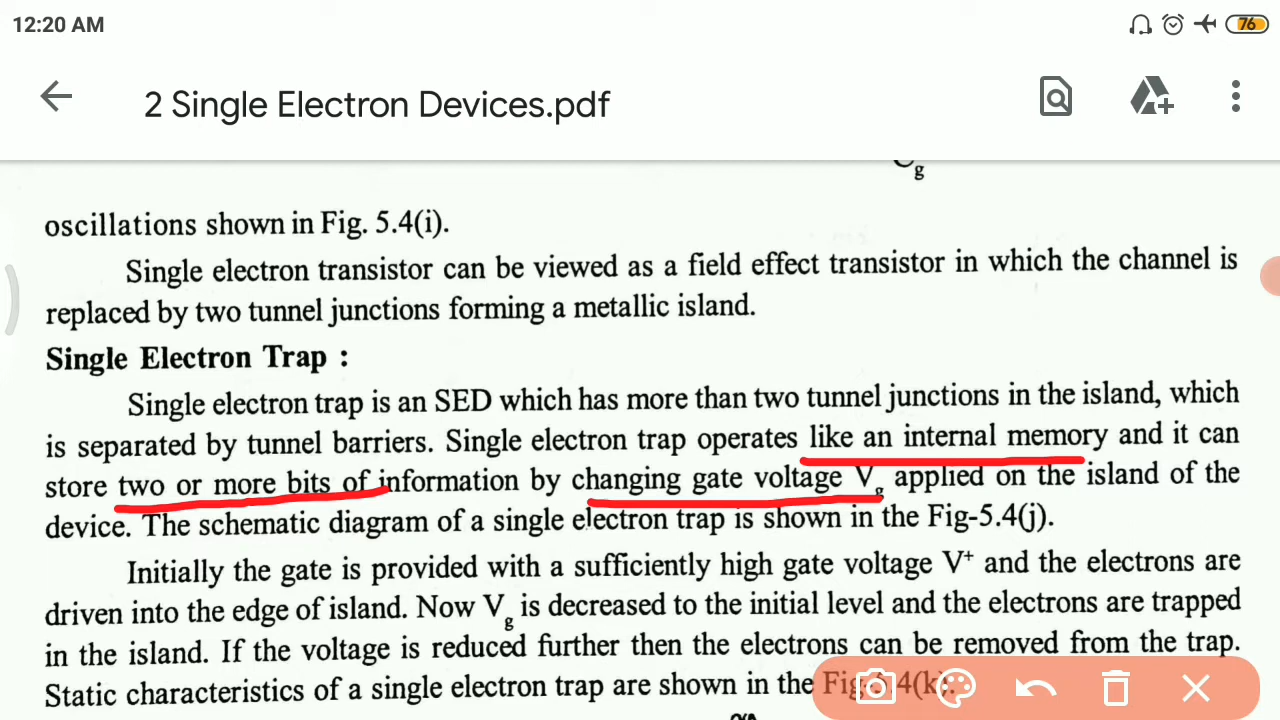 12:20 AM
76
2 Single Electron Devices.pdf
g
oscillations shown in Fig. 5.4(i).
Single electron transistor can be viewed as a field effect transistor in which the channel is
replaced by two tunnel junctions forming a metallic island.
Single Electron Trap :
Single electron trap is an SED which has more than two tunnel junctions in the island, which
is separated by tunnel barriers. Single electron trap operates like an internal memory and it can
store two or more bits of information by changing gate voltage Vg applied on the island of the
device. The schematic diagram of a single electron trap is shown in the Fig-5.4(j).
Initially the gate is provided with a sufficiently high gate voltage V⁺ and the electrons are
driven into the edge of island. Now Vg is decreased to the initial level and the electrons are trapped
in the island. If the voltage is reduced further then the electrons can be removed from the trap.
Static characteristics of a single electron trap are shown in the Fig 4(k).